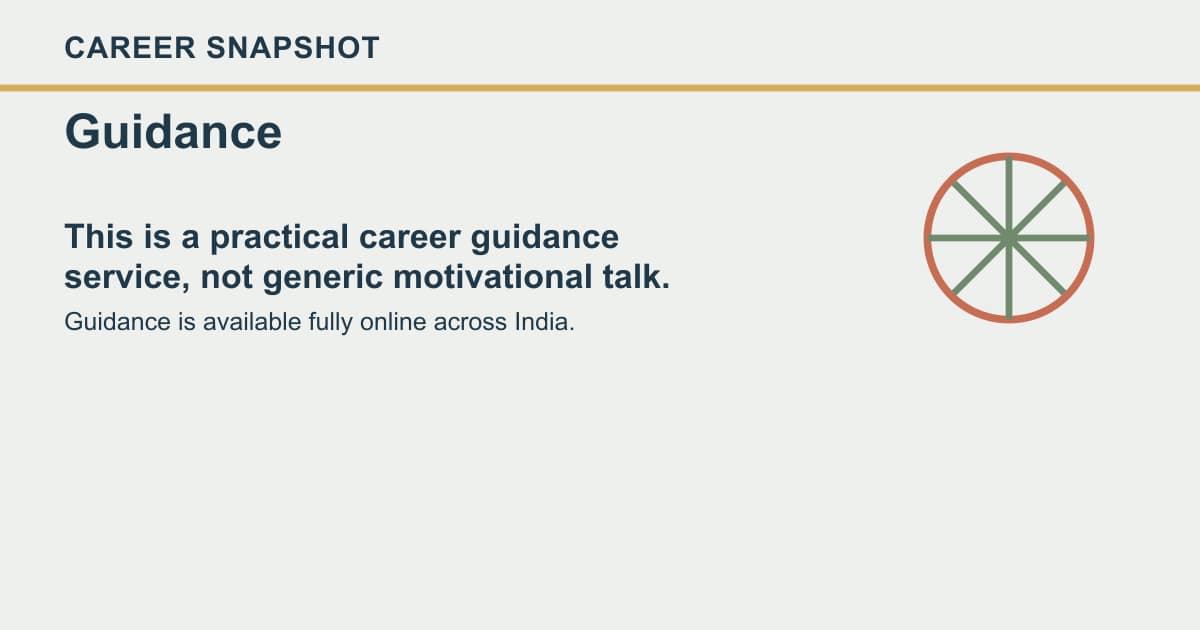 CAREER SNAPSHOT
Guidance
This is a practical career guidance
service, not generic motivational talk.
Guidance is available fully online across India.